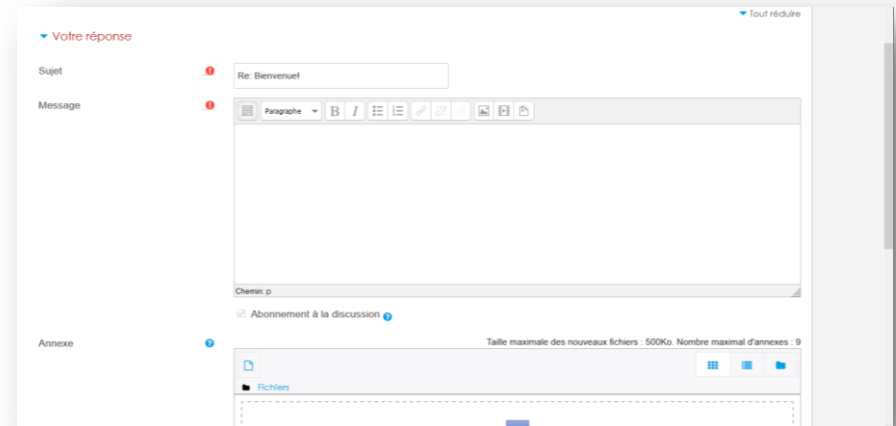 Tout réduire
Votre réponse
Sujet
Re: Bienvenue!
Message
Paragraphe B I
Chemin: p
Abonnement à la discussion
Annexe
Taille maximale des nouveaux fichiers : 500Ko. Nombre maximal d'annexes : 9
Fichiers